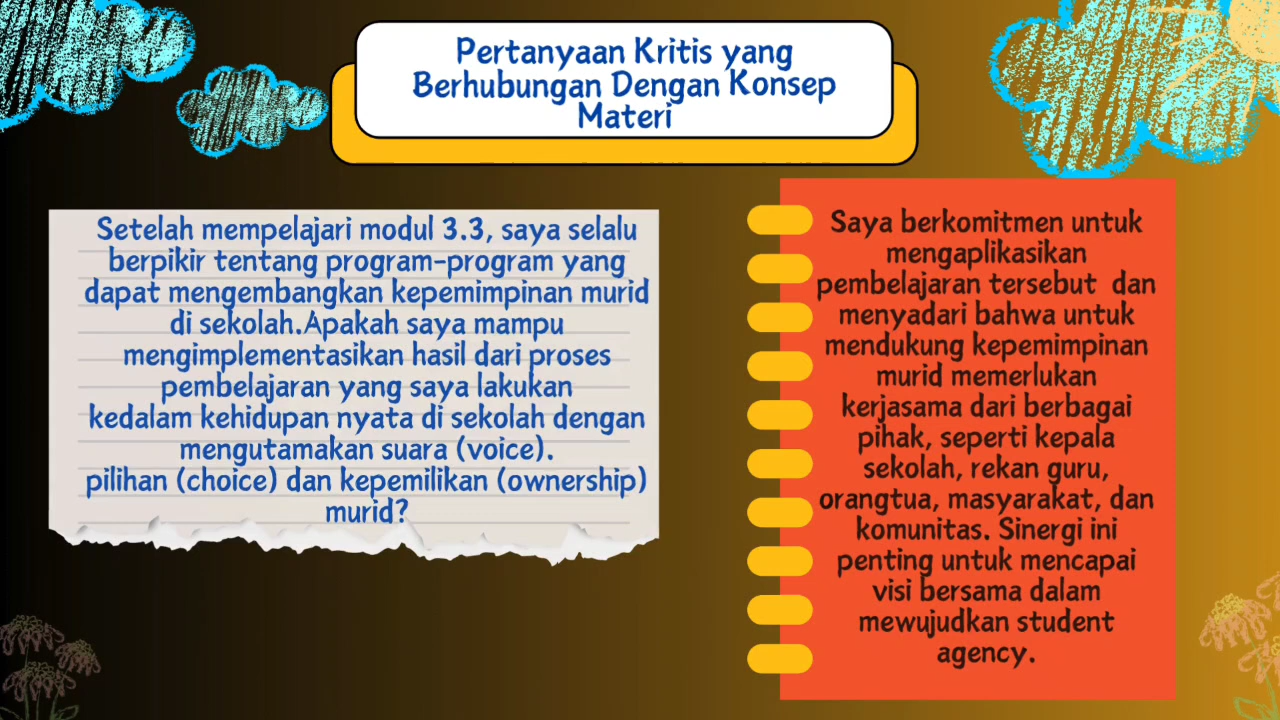 Pertanyaan Kritis yang
Berhubungan Dengan Konsep
Materi
Setelah mempelajari modul 3.3, saya selalu
berpikir tentang program-program yang
dapat mengembangkan kepemimpinan murid
di sekolah.Apakah saya mampu
mengimplementasikan hasil dari proses
pembelajaran yang saya lakukan
kedalam kehidupan nyata di sekolah dengan
mengutamakan suara (voice).
pilihan (choice) dan kepemilikan (ownership)
murid?
Saya berkomitmen untuk
mengaplikasikan
pembelajaran tersebut dan
menyadari bahwa untuk
mendukung kepemimpinan
murid memerlukan
kerjasama dari berbagai
pihak, seperti kepala
sekolah, rekan guru,
orangtua, masyarakat, dan
komunitas. Sinergi ini
penting untuk mencapai
visi bersama dalam
mewujudkan student
agency.